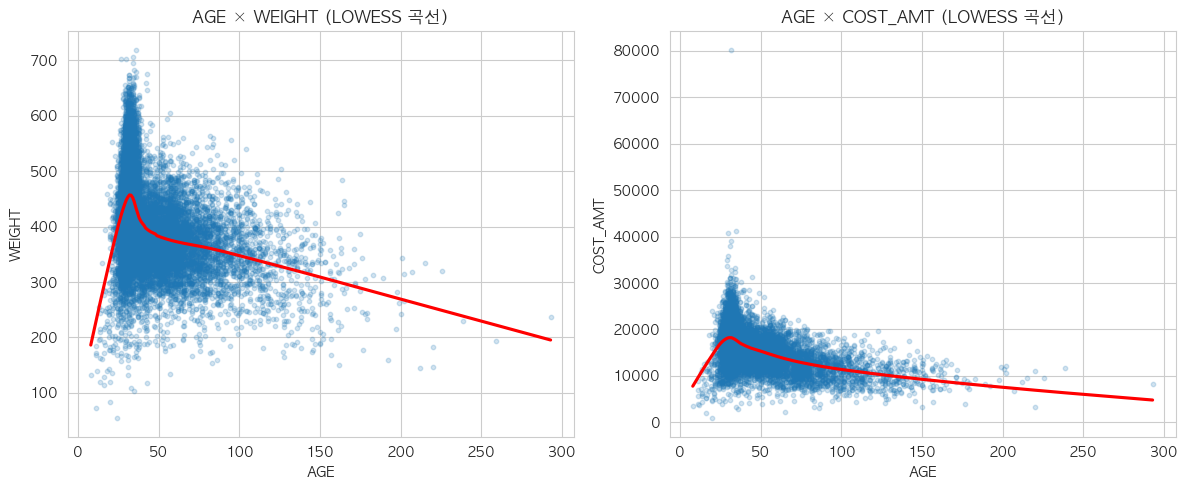 AGE × WEIGHT (LOWESS 곡선)
700
600
500
400
300
200
100
WEIGHT
0 50 100 150 200 250 300
AGE
AGE × COST_AMT (LOWESS 곡선)
80000
70000
60000
50000
40000
30000
20000
10000
0
COST_AMT
0 50 100 150 200 250 300
AGE